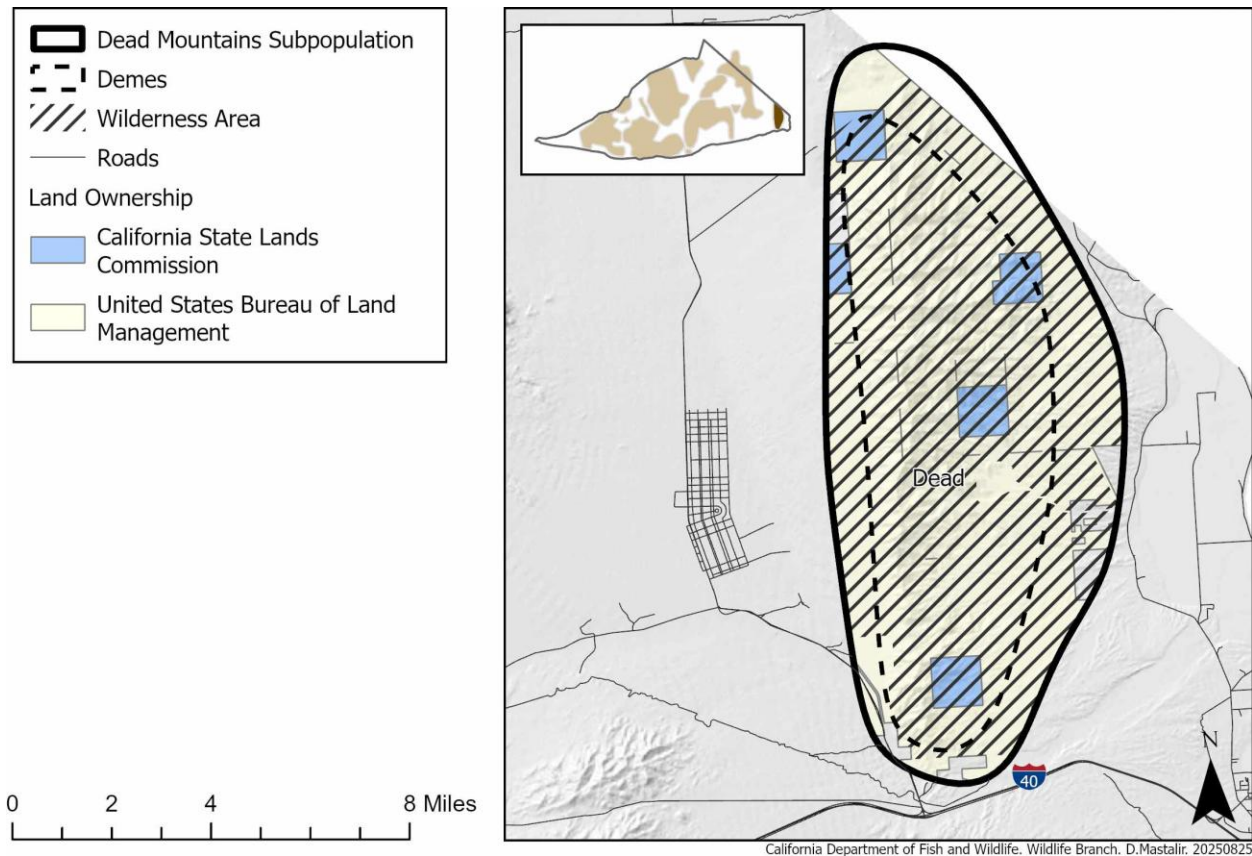 Dead Mountains Subpopulation
Demes
Wilderness Area
Roads
Land Ownership
California State Lands
Commission
United States Bureau of Land
Management
0 2 4 8 Miles
Dead
N
40
California Department of Fish and Wildlife. Wildlife Branch. D.Mastalir. 20250825